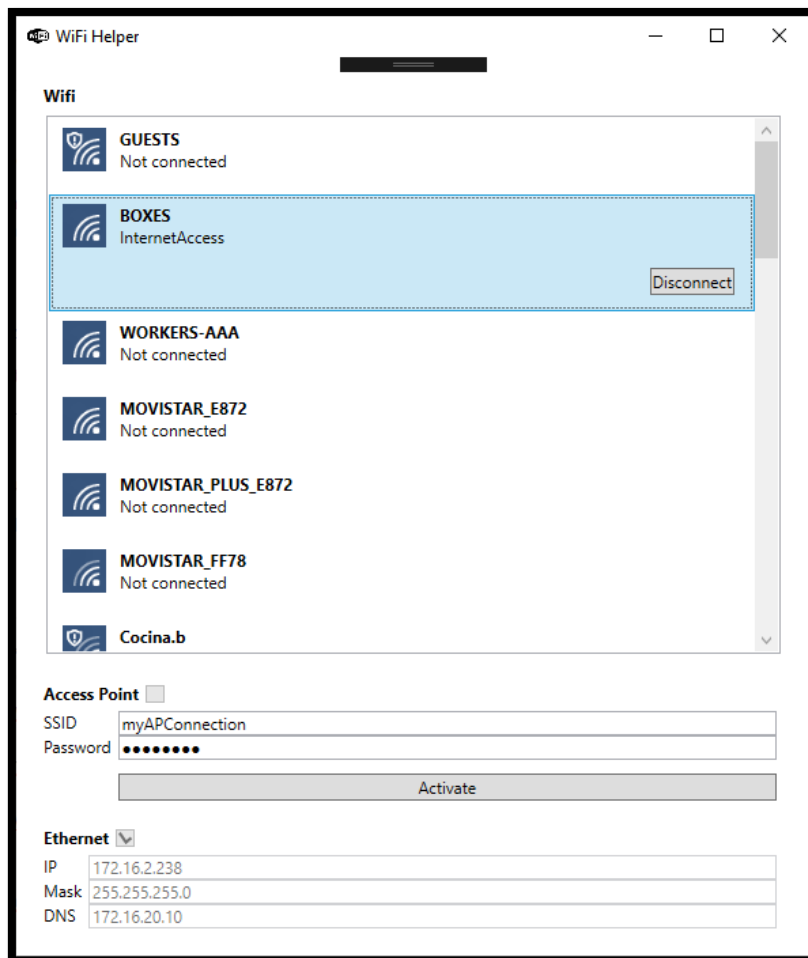 WiFi Helper
Wifi
GUESTS
Not connected
BOXES
InternetAccess
Disconnect
WORKERS-AAA
Not connected
MOVISTAR_E872
Not connected
MOVISTAR_PLUS_E872
Not connected
MOVISTAR_FF78
Not connected
Cocina.b
Access Point
SSID myAPConnection
Password ●●●●●●●●
Activate
Ethernet
IP 172.16.2.238
Mask 255.255.255.0
DNS 172.16.20.10